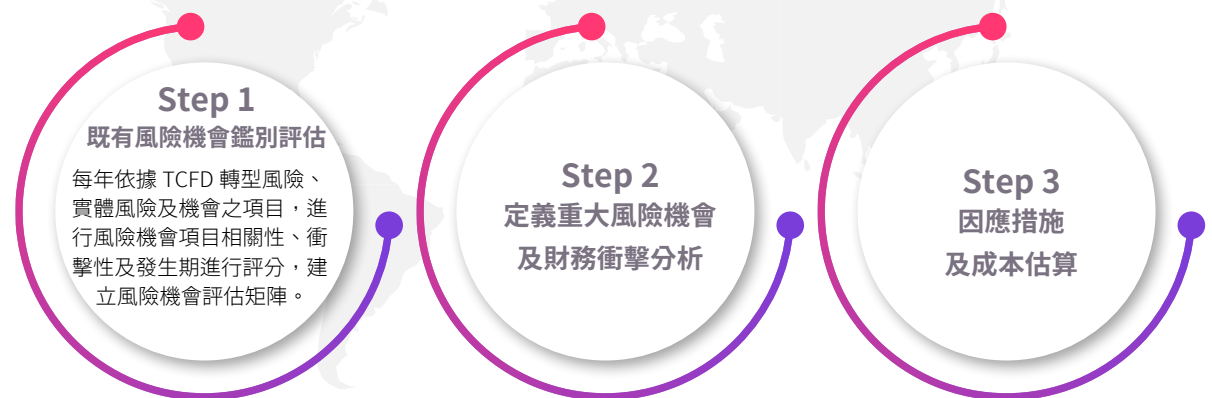 Step 1
既有風險機會鑑別評估
每年依據 TCFD 轉型風險、
實體風險及機會之項目，進
行風險機會項目相關性、衝
擊性及發生期進行評分，建
立風險機會評估矩陣。
Step 2
定義重大風險機會
及財務衝擊分析
Step 3
因應措施
及成本估算